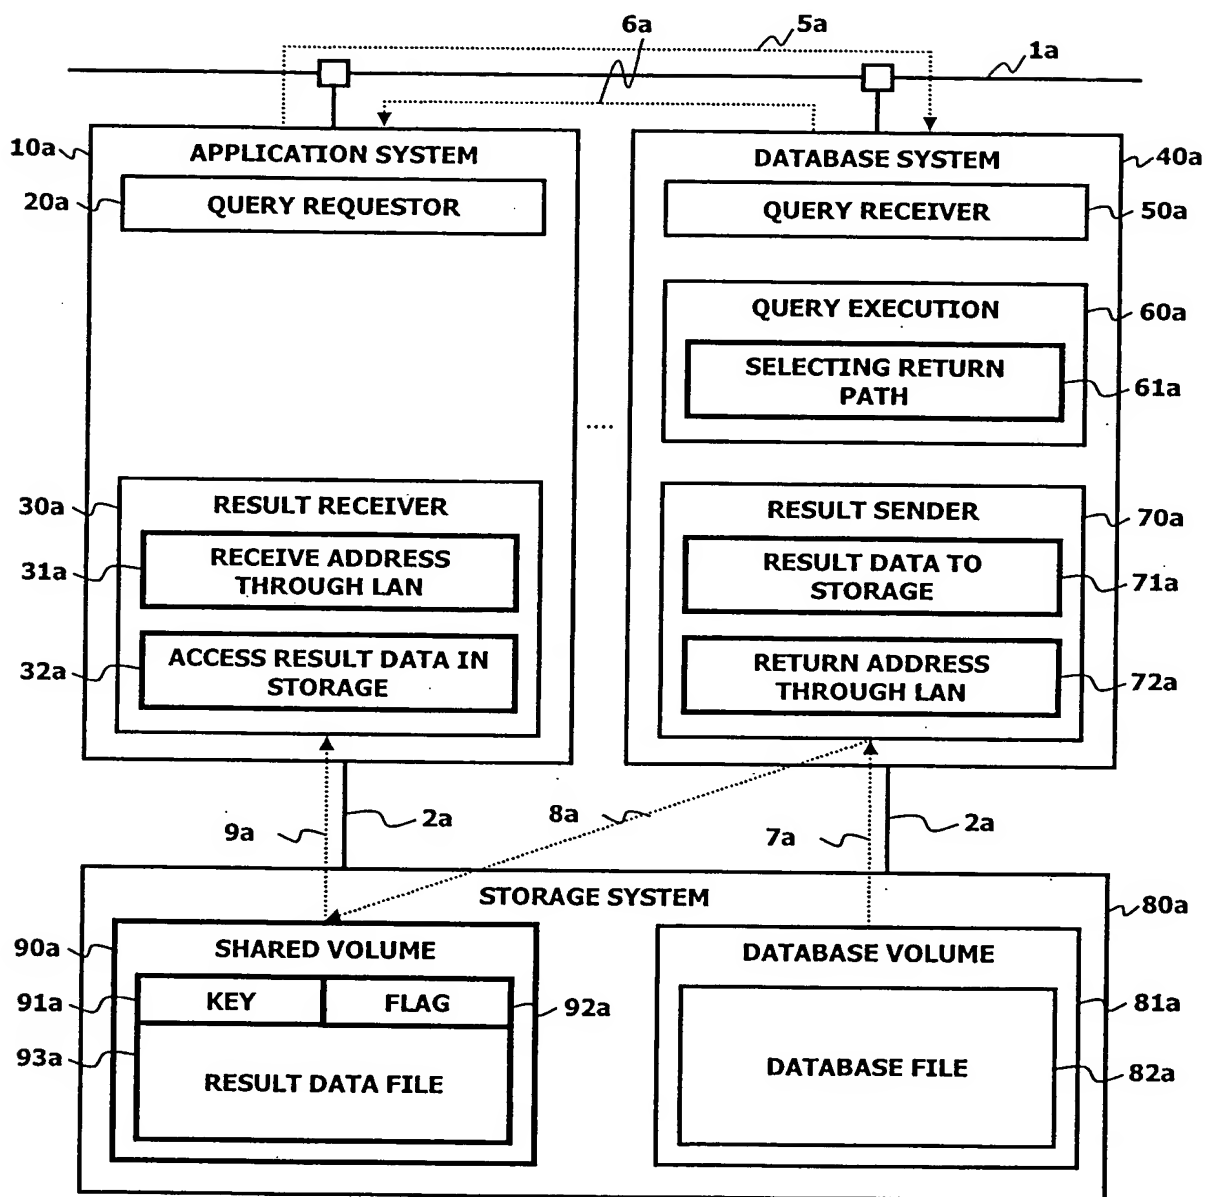 6a
5a
1a
10a
APPLICATION SYSTEM
DATABASE SYSTEM
40a
20a
QUERY REQUESTOR
QUERY RECEIVER
50a
QUERY EXECUTION
60a
SELECTING RETURN
PATH
61a
....
30a
RESULT RECEIVER
RESULT SENDER
70a
31a
RECEIVE ADDRESS
THROUGH LAN
RESULT DATA TO
STORAGE
71a
32a
ACCESS RESULT DATA IN
STORAGE
RETURN ADDRESS
THROUGH LAN
72a
9a
2a
8a
7a
2a
STORAGE SYSTEM
80a
90a
SHARED VOLUME
DATABASE VOLUME
91a
KEY
FLAG
92a
81a
93a
RESULT DATA FILE
DATABASE FILE
82a